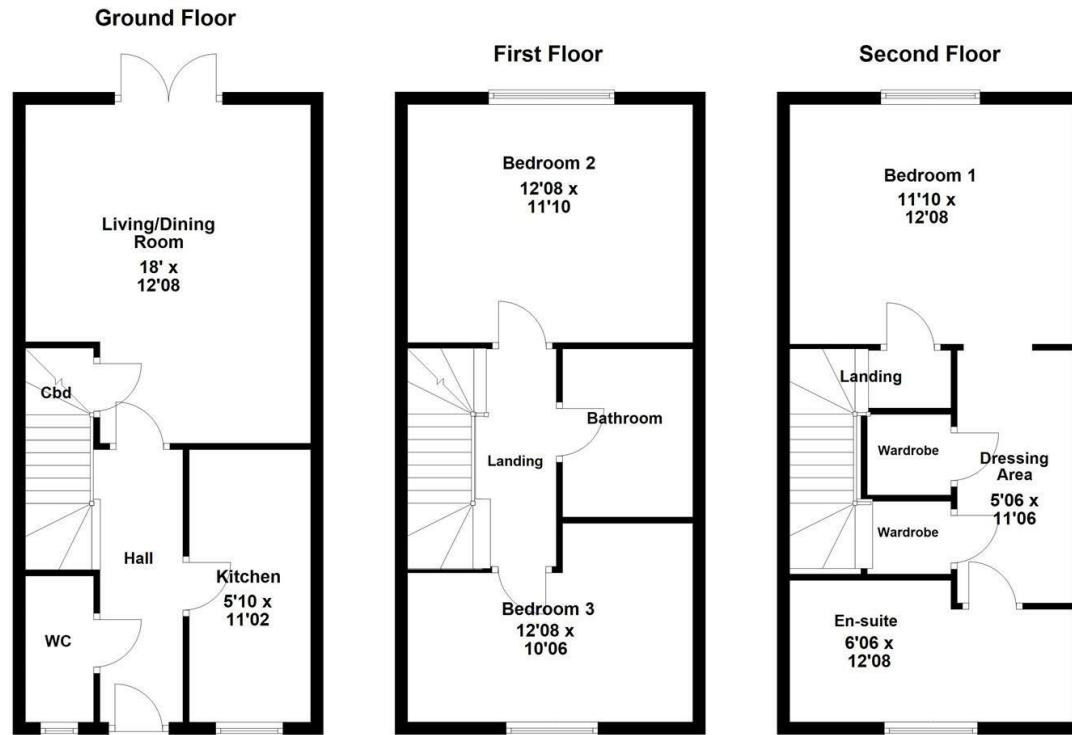 Ground Floor
Living/Dining
Room
18' x
12'08
Cbd
Hall
Kitchen
5'10 x
11'02
WC
First Floor
Bedroom 2
12'08 x
11'10
Bathroom
Landing
Bedroom 3
12'08 x
10'06
Second Floor
Bedroom 1
11'10 x
12'08
Landing
Wardrobe
Dressing
Area
5'06 x
11'06
Wardrobe
En-suite
6'06 x
12'08